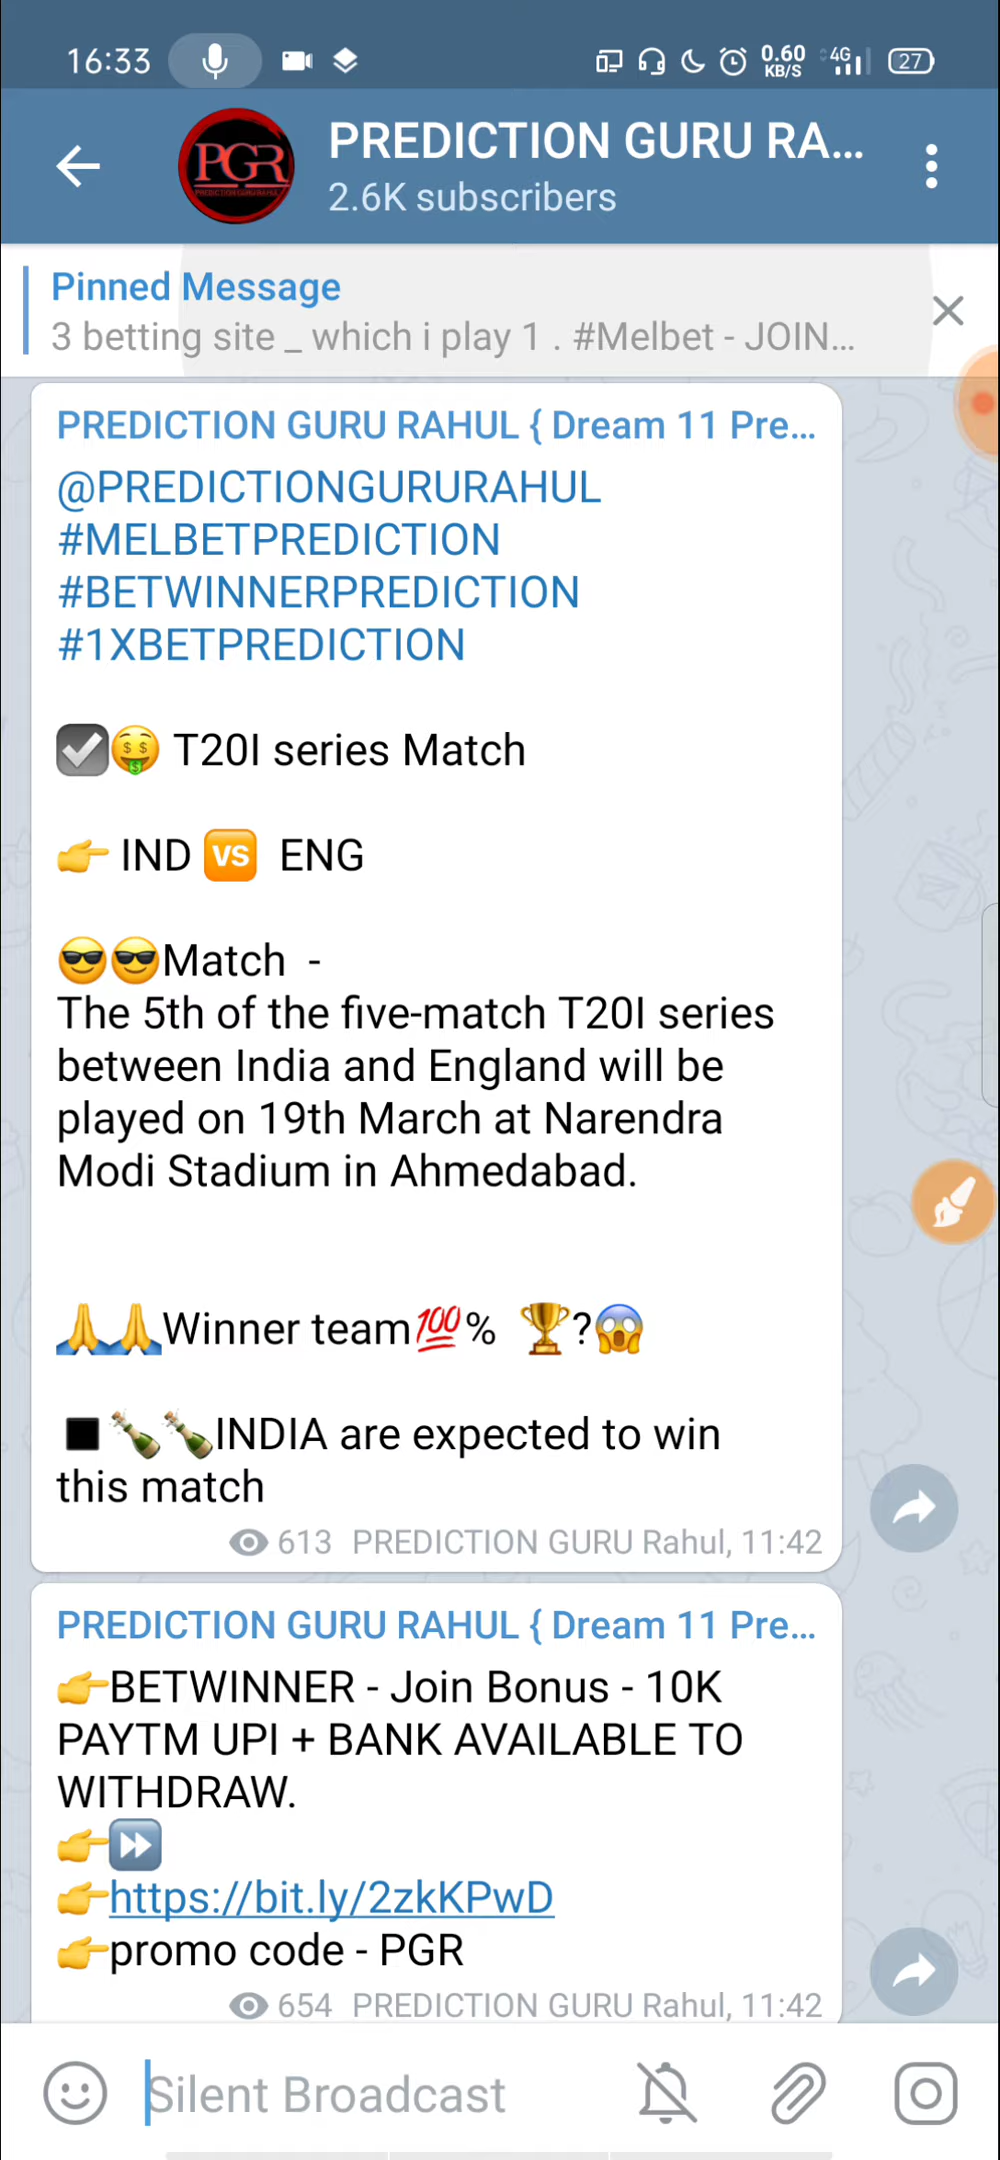 16:33
0.60
KB/S
4G
27
PGR
PREDICTION GURU RA...
2.6K subscribers
Pinned Message
3 betting site _ which i play 1 . #Melbet - JOIN...
PREDICTION GURU RAHUL { Dream 11 Pre...
@PREDICTIONGURURAHUL
#MELBETPREDICTION
#BETWINNERPREDICTION
#1XBETPREDICTION
☑️🤑 T20I series Match
👉 IND 🆚 ENG
😎😎Match -
The 5th of the five-match T20I series
between India and England will be
played on 19th March at Narendra
Modi Stadium in Ahmedabad.
🙏🙏Winner team💯% 🏆?😱
◼️🍾🍾INDIA are expected to win
this match
613 PREDICTION GURU Rahul, 11:42
PREDICTION GURU RAHUL { Dream 11 Pre...
👉BETWINNER - Join Bonus - 10K
PAYTM UPI + BANK AVAILABLE TO
WITHDRAW.
👉⏩
👉https://bit.ly/2zkKPwD
👉promo code - PGR
654 PREDICTION GURU Rahul, 11:42
Silent Broadcast